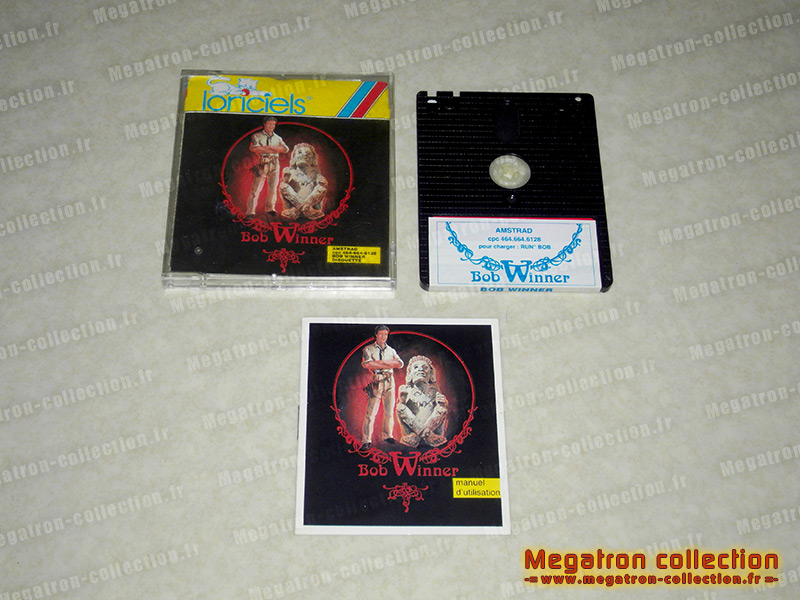 loriciels
Bob Winner
AMSTRAD
cpc 464.664.6128
BOB WINNER
DISQUETTE
AMSTRAD
cpc 464.664.6128
pour charger : RUN" BOB
Bob Winner
BOB WINNER
Bob Winner
manuel
d'utilisation
Megatron-collection.fr
Megatron collection
www.megatron-collection.fr